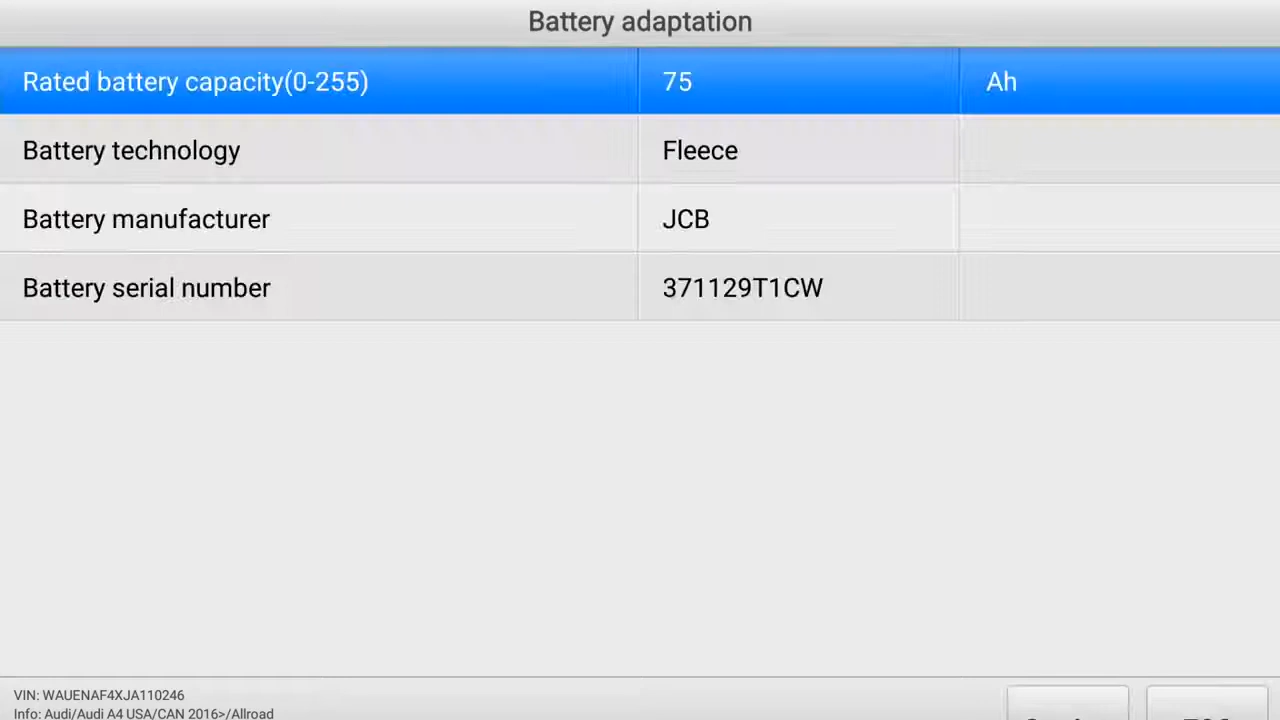 Battery adaptation
Rated battery capacity(0-255) 75 Ah
Battery technology Fleece
Battery manufacturer JCB
Battery serial number 371129T1CW
VIN: WAUENAF4XJA110246
Info: Audi/Audi A4 USA/CAN 2016>/Allroad